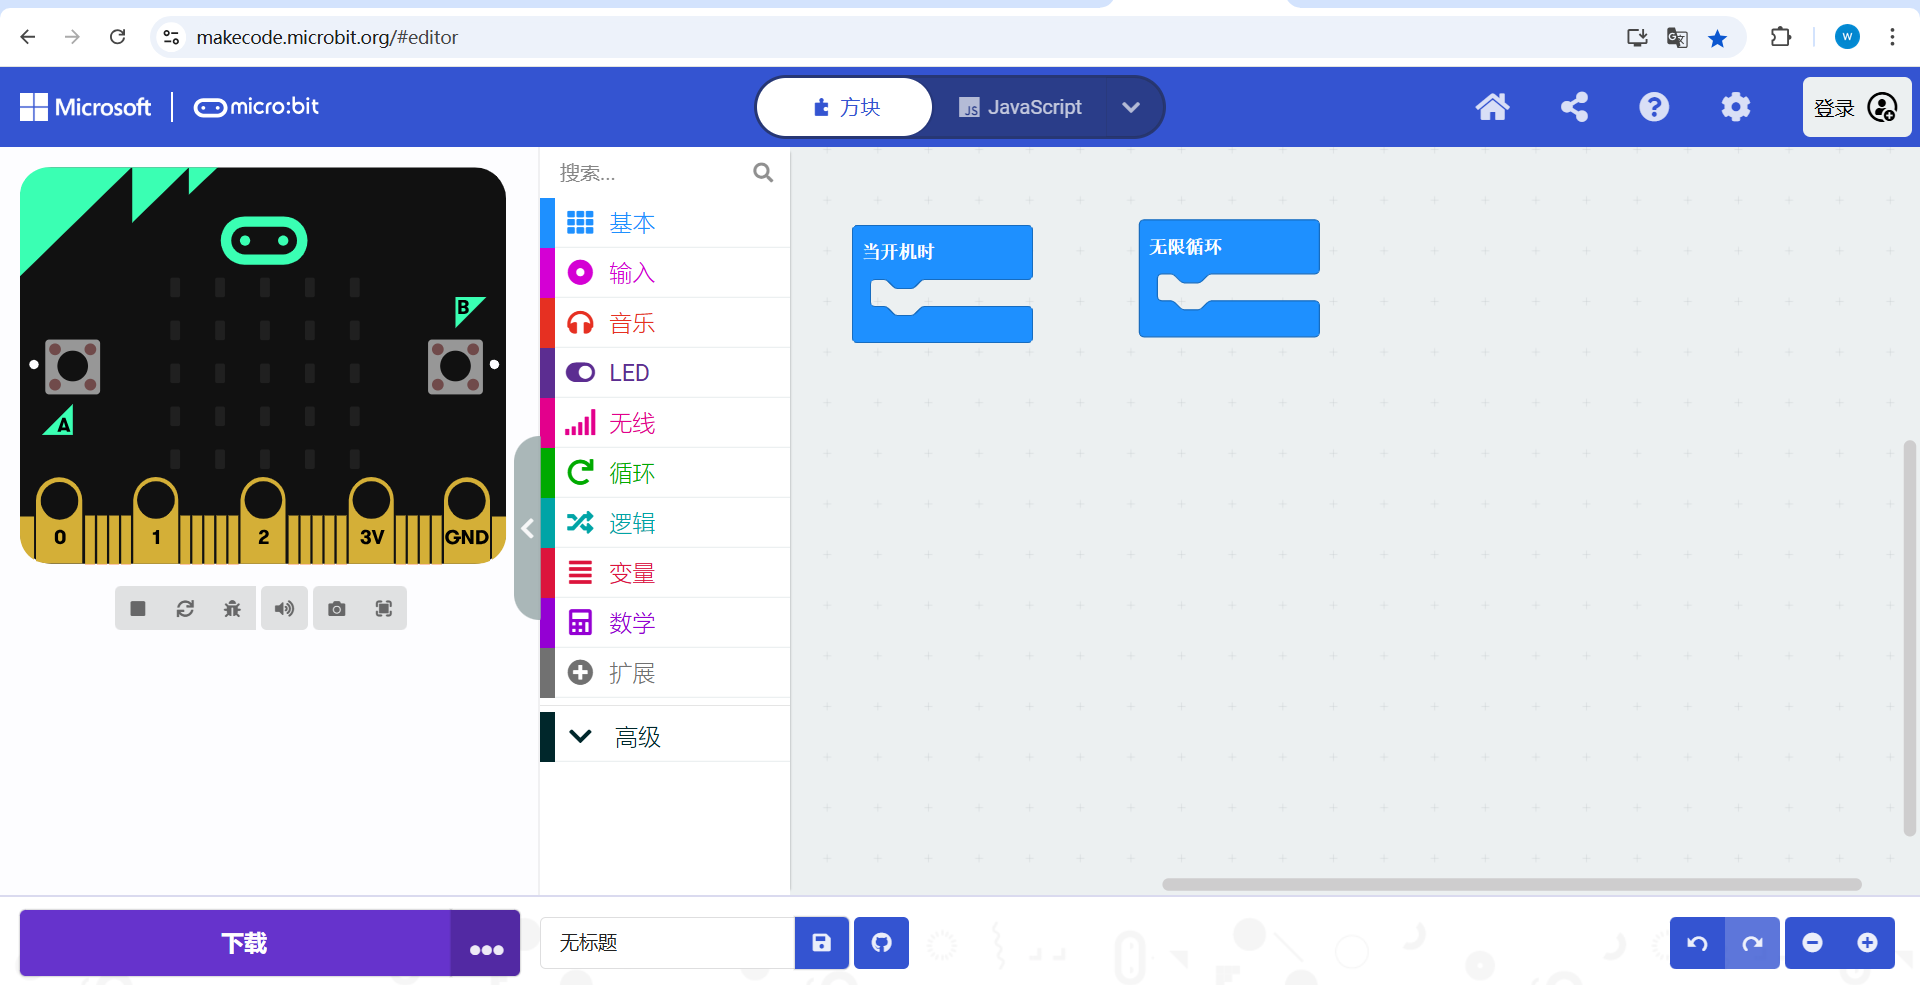 makecode.microbit.org/#editor
W
Microsoft
micro:bit
方块
JS
JavaScript
登录
搜索...
基本
输入
音乐
LED
无线
循环
逻辑
变量
数学
扩展
高级
B
A
0
1
2
3V
GND
当开机时
无限循环
下载
无标题